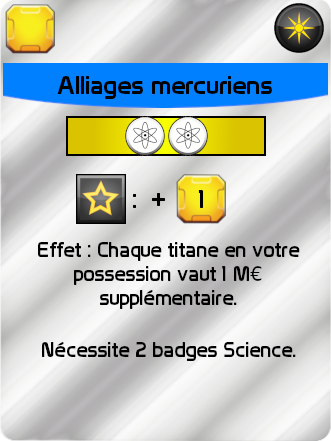 Alliages mercuriens
: + 1
Effet : Chaque titane en votre
possession vaut 1 M€
supplémentaire.
Nécessite 2 badges Science.